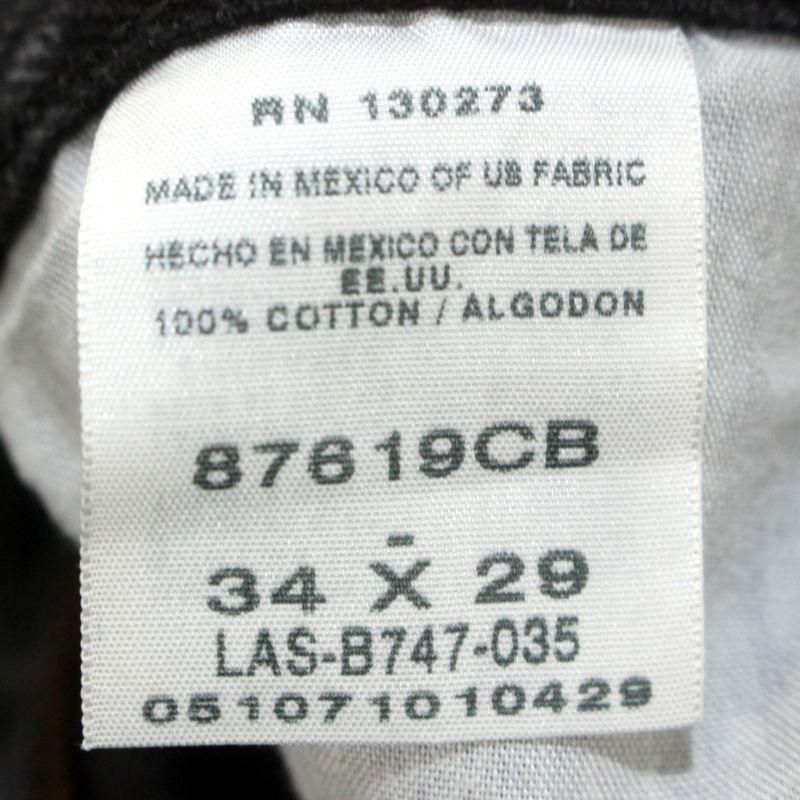 RN 130273
MADE IN MEXICO OF US FABRIC
HECHO EN MEXICO CON TELA DE
EE.UU.
100% COTTON / ALGODON
87619CB
-
34 X 29
LAS-B747-035
051071010429